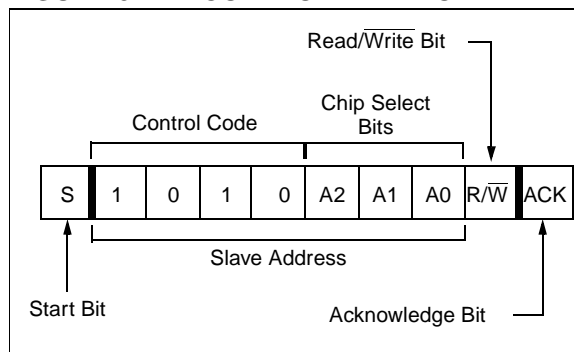 Read/Write Bit
Chip Select
Control Code Bits
S 1 0 1 0 A2 A1 A0 R/W ACK
Slave Address
Start Bit
Acknowledge Bit